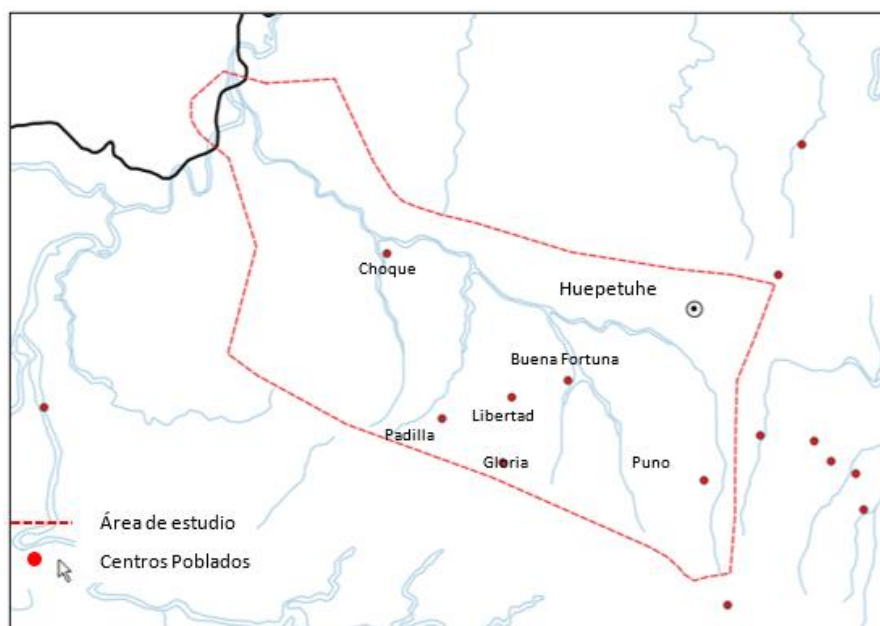 Choque
Huepetuhe
Buena Fortuna
Libertad
Padilla
Gloria
Puno
Área de estudio
Centros Poblados